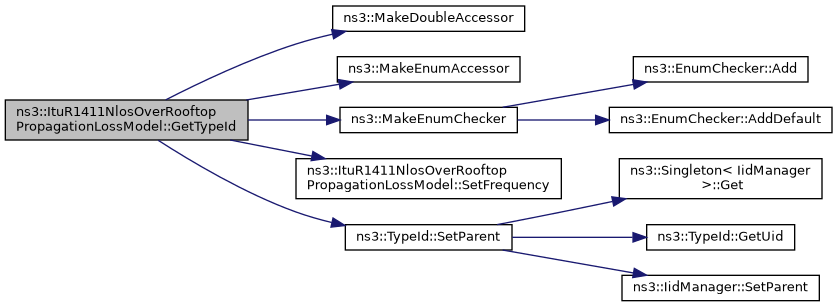 ns3::ItuR1411NlosOverRooftop
PropagationLossModel::GetTypeId
ns3::MakeDoubleAccessor
ns3::MakeEnumAccessor
ns3::MakeEnumChecker
ns3::EnumChecker::Add
ns3::EnumChecker::AddDefault
ns3::ItuR1411NlosOverRooftop
PropagationLossModel::SetFrequency
ns3::TypeId::SetParent
ns3::Singleton< IidManager
>::Get
ns3::TypeId::GetUid
ns3::IidManager::SetParent